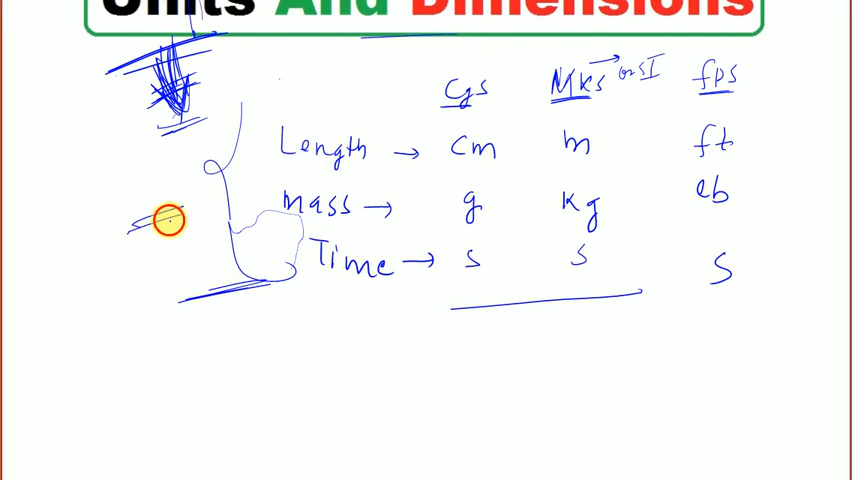 Units And Dimensions
cgs Mks or SI fps
Length → cm m ft
mass → g kg lb
Time → s s s